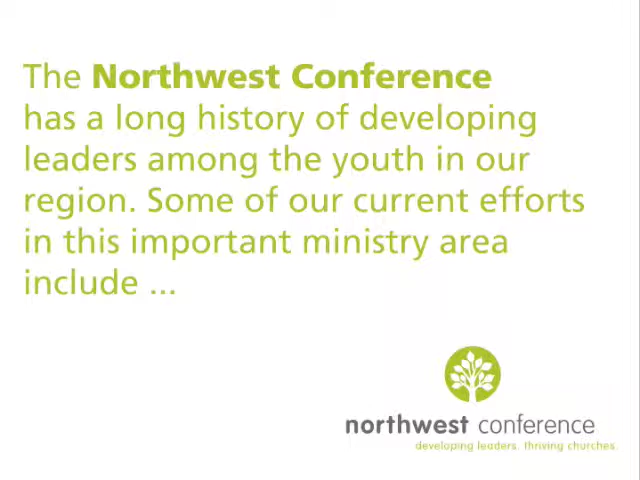 The Northwest Conference
has a long history of developing
leaders among the youth in our
region. Some of our current efforts
in this important ministry area
include ...
northwest conference
developing leaders. thriving churches.